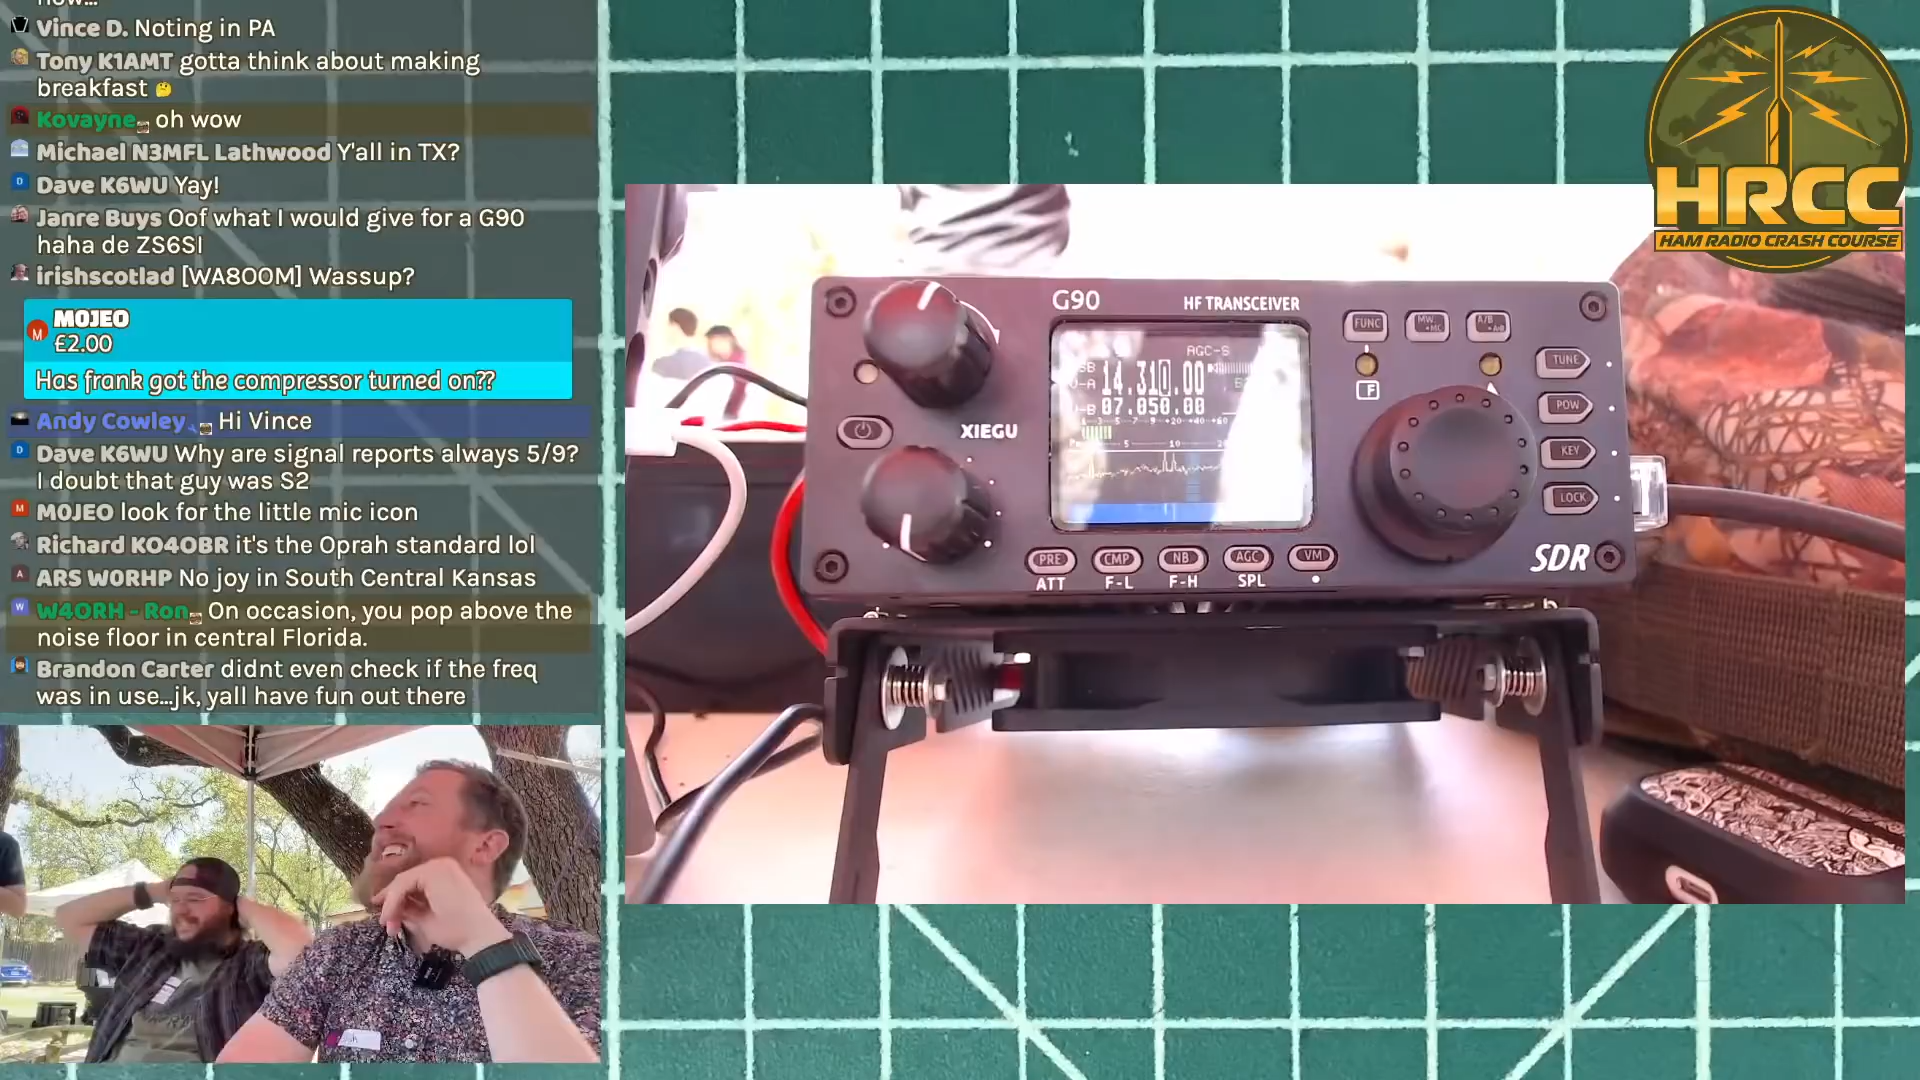 Vince D. Noting in PA
Tony K1AMT gotta think about making
breakfast 🤔
Kovayne oh wow
Michael N3MFL Lathwood Y'all in TX?
Dave K6WU Yay!
Janre Buys Oof what I would give for a G90
haha de ZS6SI
irishscotlad [WA8OOM] Wassup?
M
M0JEO
£2.00
Has frank got the compressor turned on??
Andy Cowley Hi Vince
Dave K6WU Why are signal reports always 5/9?
I doubt that guy was S2
M0JEO look for the little mic icon
Richard KO4OBR it's the Oprah standard lol
ARS W0RHP No joy in South Central Kansas
W4ORH - Ron On occasion, you pop above the
noise floor in central Florida.
Brandon Carter didnt even check if the freq
was in use...jk, yall have fun out there
HRCC
HAM RADIO CRASH COURSE
G90
HF TRANSCEIVER
AGC-S
14.310.00
87.050.00
XIEGU
FUNC
MW
A/B
F
TUNE
POW
KEY
LOCK
PRE
CMP
NB
AGC
VM
ATT
F-L
F-H
SPL
SDR